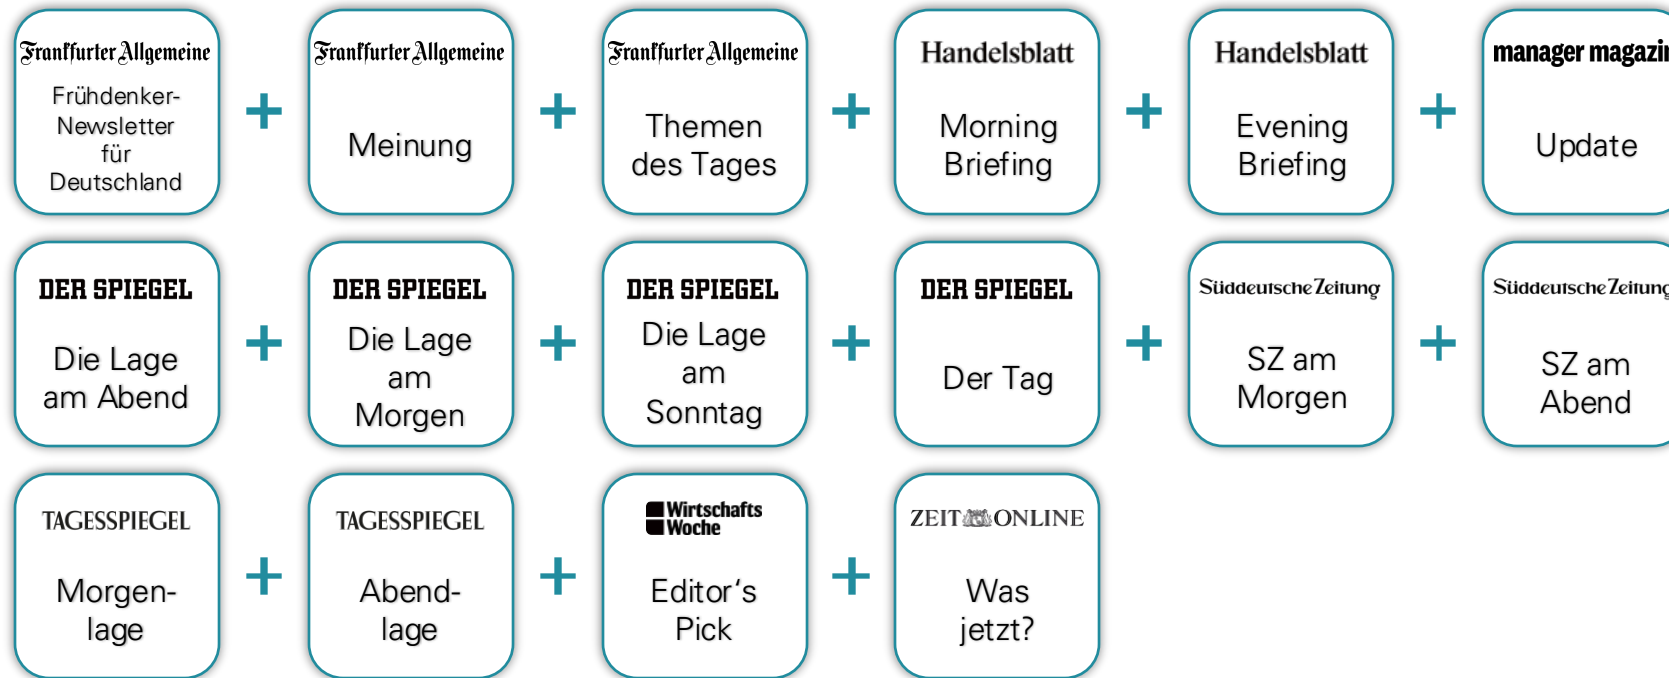 Frankfurter Allgemeine
Frühdenker-
Newsletter
für
Deutschland
+
Frankfurter Allgemeine
Meinung
+
Frankfurter Allgemeine
Themen
des Tages
+
Handelsblatt
Morning
Briefing
+
Handelsblatt
Evening
Briefing
+
manager magazin
Update
DER SPIEGEL
Die Lage
am Abend
+
DER SPIEGEL
Die Lage
am
Morgen
+
DER SPIEGEL
Die Lage
am
Sonntag
+
DER SPIEGEL
Der Tag
+
Süddeutsche Zeitung
SZ am
Morgen
+
Süddeutsche Zeitung
SZ am
Abend
TAGESSPIEGEL
Morgen-
lage
+
TAGESSPIEGEL
Abend-
lage
+
Wirtschafts
Woche
Editor‘s
Pick
+
ZEIT ONLINE
Was
jetzt?